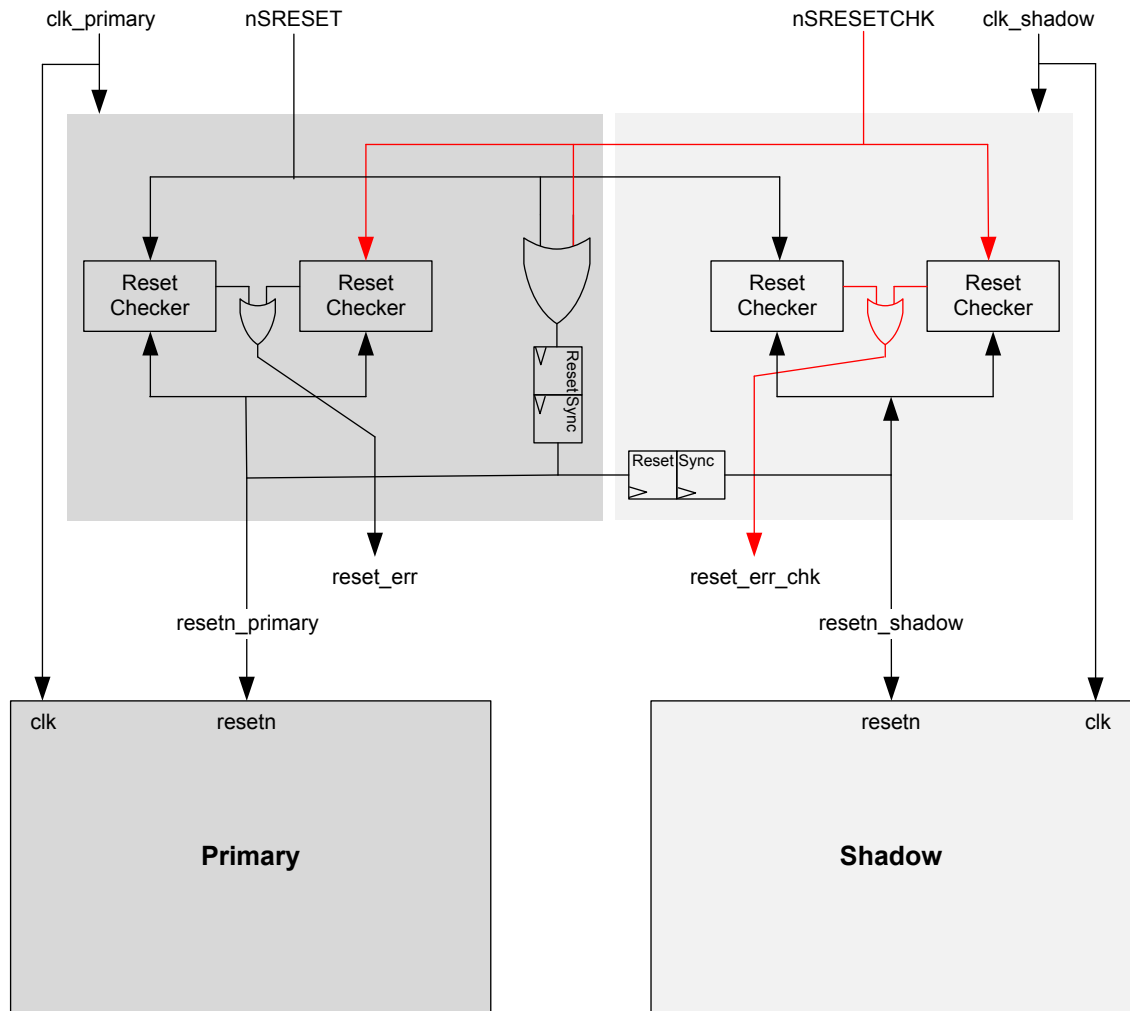 clk_primary
nSRESET
nSRESETCHK
clk_shadow
Reset
Checker
Reset
Checker
Reset
Checker
Reset
Checker
Reset
Sync
Reset
Sync
reset_err
reset_err_chk
resetn_primary
resetn_shadow
clk
resetn
resetn
clk
Primary
Shadow